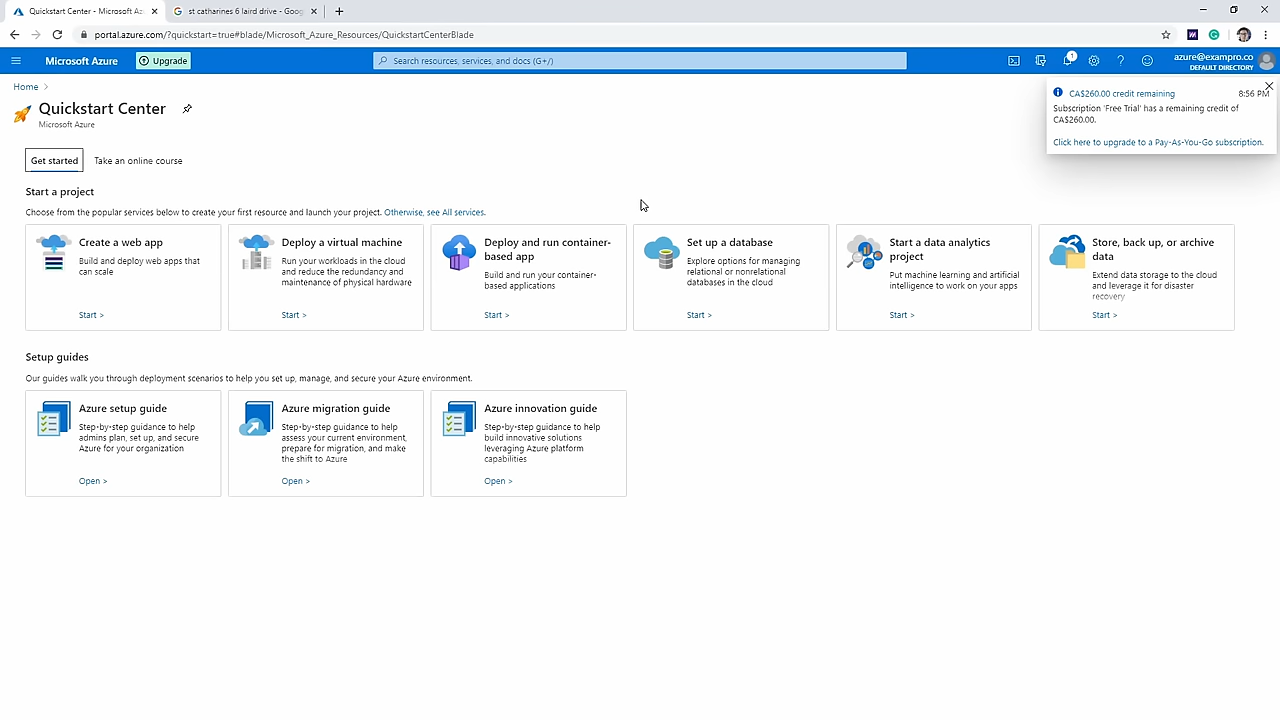 Quickstart Center - Microsoft Az
st catharines 6 laird drive - Goog
portal.azure.com/?quickstart=true#blade/Microsoft_Azure_Resources/QuickstartCenterBlade
Microsoft Azure
Upgrade
Search resources, services, and docs (G+/)
1
azure@exampro.co
DEFAULT DIRECTORY
Home
CA$260.00 credit remaining
8:56 PM
Subscription 'Free Trial' has a remaining credit of
CA$260.00.
Click here to upgrade to a Pay-As-You-Go subscription.
Quickstart Center
Microsoft Azure
Get started
Take an online course
Start a project
Choose from the popular services below to create your first resource and launch your project. Otherwise, see All services.
Create a web app
Build and deploy web apps that
can scale
Start >
Deploy a virtual machine
Run your workloads in the cloud
and reduce the redundancy and
maintenance of physical hardware
Start >
Deploy and run container-
based app
Build and run your container-
based applications
Start >
Set up a database
Explore options for managing
relational or nonrelational
databases in the cloud
Start >
Start a data analytics
project
Put machine learning and artificial
intelligence to work on your apps
Start >
Store, back up, or archive
data
Extend data storage to the cloud
and leverage it for disaster
recovery
Start >
Setup guides
Our guides walk you through deployment scenarios to help you set up, manage, and secure your Azure environment.
Azure setup guide
Step-by-step guidance to help
admins plan, set up, and secure
Azure for your organization
Open >
Azure migration guide
Step-by-step guidance to help
assess your current environment,
prepare for migration, and make
the shift to Azure
Open >
Azure innovation guide
Step-by-step guidance to help
build innovative solutions
leveraging Azure platform
capabilities
Open >